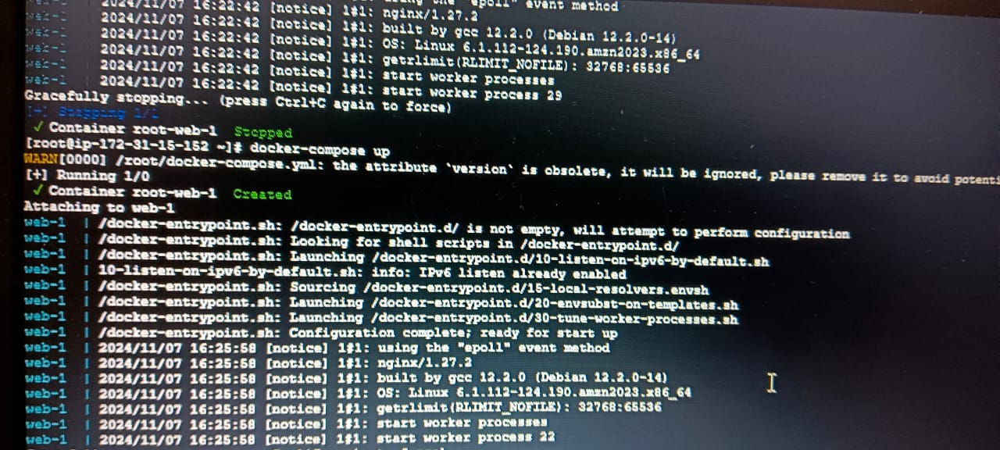 using the "epoll" event method
web-1 2024/11/07 16:22:42 [notice] 1#1: nginx/1.27.2
web-1 2024/11/07 16:22:42 [notice] 1#1: built by gcc 12.2.0 (Debian 12.2.0-14)
web-1 2024/11/07 16:22:42 [notice] 1#1: OS: Linux 6.1.112-124.190.amzn2023.x86_64
web-1 2024/11/07 16:22:42 [notice] 1#1: getrlimit(RLIMIT_NOFILE): 32768:65536
web-1 2024/11/07 16:22:42 [notice] 1#1: start worker processes
web-1 2024/11/07 16:22:42 [notice] 1#1: start worker process 29
Gracefully stopping... (press Ctrl+C again to force)
[+] Stopping 1/1
✓ Container root-web-1 Stopped
[root@ip-172-31-15-152 ~]# docker-compose up
WARN[0000] /root/docker-compose.yml: the attribute `version` is obsolete, it will be ignored, please remove it to avoid potenti
[+] Running 1/0
✓ Container root-web-1 Created
Attaching to web-1
web-1 | /docker-entrypoint.sh: /docker-entrypoint.d/ is not empty, will attempt to perform configuration
web-1 | /docker-entrypoint.sh: Looking for shell scripts in /docker-entrypoint.d/
web-1 | /docker-entrypoint.sh: Launching /docker-entrypoint.d/10-listen-on-ipv6-by-default.sh
web-1 | 10-listen-on-ipv6-by-default.sh: info: IPv6 listen already enabled
web-1 | /docker-entrypoint.sh: Sourcing /docker-entrypoint.d/15-local-resolvers.envsh
web-1 | /docker-entrypoint.sh: Launching /docker-entrypoint.d/20-envsubst-on-templates.sh
web-1 | /docker-entrypoint.sh: Launching /docker-entrypoint.d/30-tune-worker-processes.sh
web-1 | /docker-entrypoint.sh: Configuration complete; ready for start up
web-1 | 2024/11/07 16:25:58 [notice] 1#1: using the "epoll" event method
web-1 | 2024/11/07 16:25:58 [notice] 1#1: nginx/1.27.2
web-1 | 2024/11/07 16:25:58 [notice] 1#1: built by gcc 12.2.0 (Debian 12.2.0-14)
web-1 | 2024/11/07 16:25:58 [notice] 1#1: OS: Linux 6.1.112-124.190.amzn2023.x86_64
web-1 | 2024/11/07 16:25:58 [notice] 1#1: getrlimit(RLIMIT_NOFILE): 32768:65536
web-1 | 2024/11/07 16:25:58 [notice] 1#1: start worker processes
web-1 | 2024/11/07 16:25:58 [notice] 1#1: start worker process 22